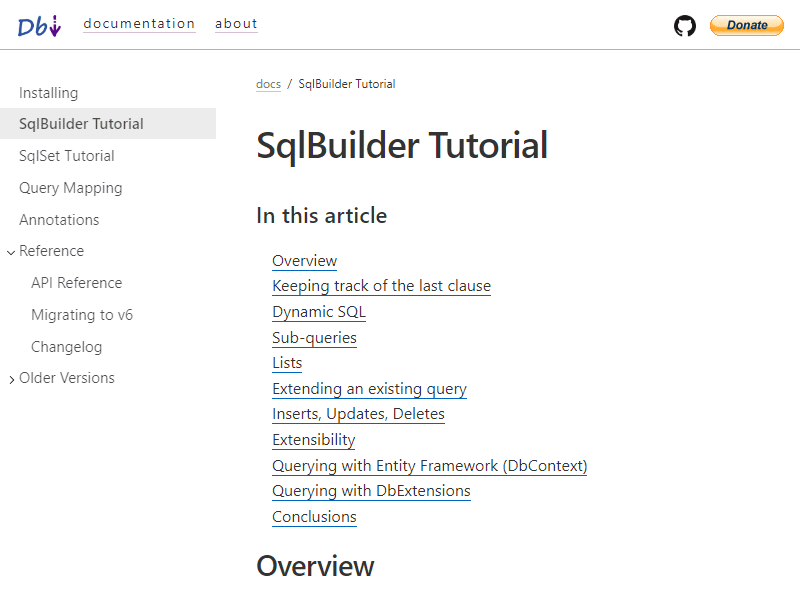 Db documentation about Donate
Installing
SqlBuilder Tutorial
SqlSet Tutorial
Query Mapping
Annotations
Reference
API Reference
Migrating to v6
Changelog
Older Versions
docs / SqlBuilder Tutorial
SqlBuilder Tutorial
In this article
Overview
Keeping track of the last clause
Dynamic SQL
Sub-queries
Lists
Extending an existing query
Inserts, Updates, Deletes
Extensibility
Querying with Entity Framework (DbContext)
Querying with DbExtensions
Conclusions
Overview